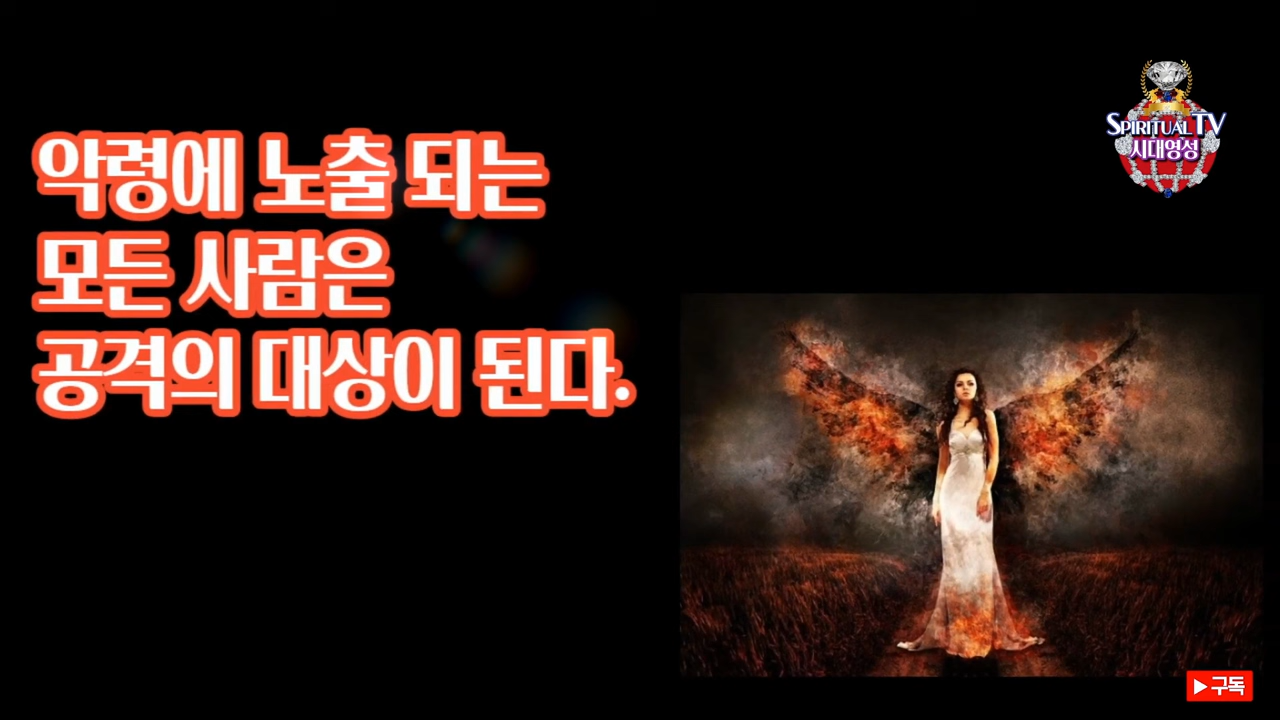 악령에 노출 되는
모든 사람은
공격의 대상이 된다.
SPIRITUAL TV
시대영성
구독